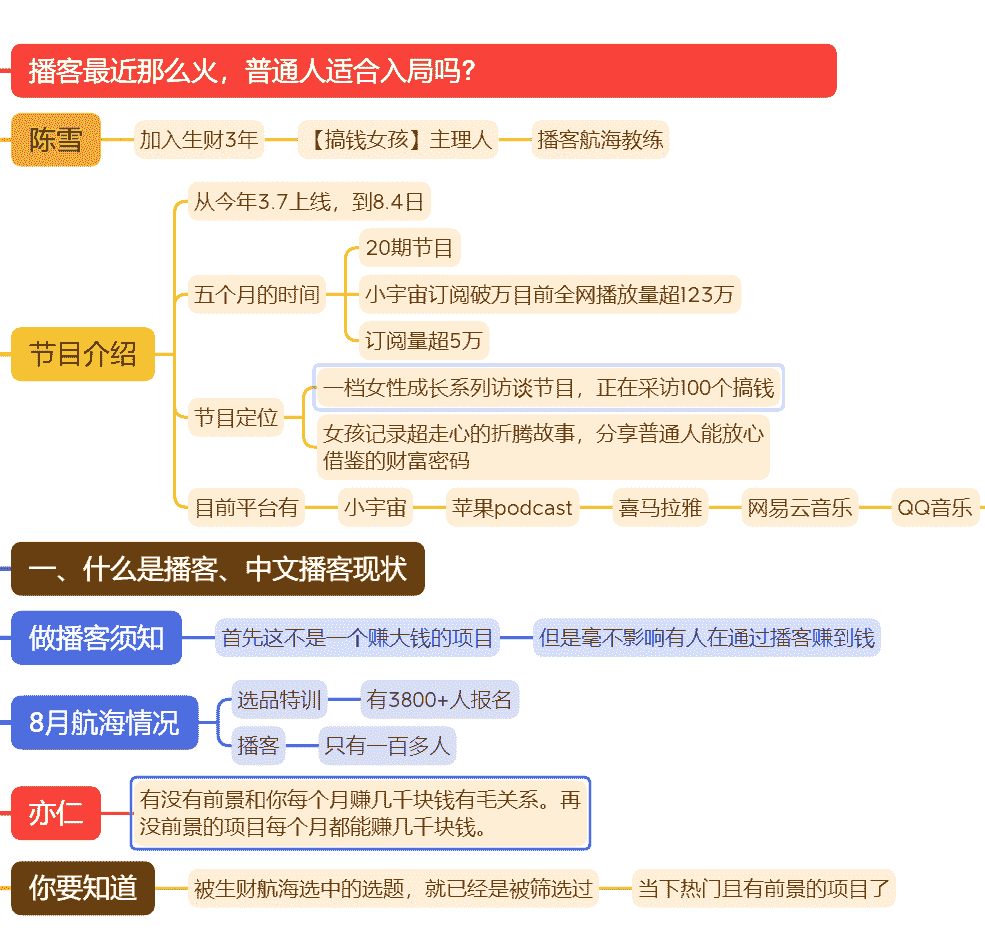 播客最近那么火，普通人适合入局吗?
陈雪
加入生财3年
【搞钱女孩】主理人
播客航海教练
节目介绍
从今年3.7上线，到8.4日
五个月的时间
20期节目
小宇宙订阅破万目前全网播放量超123万
订阅量超5万
节目定位
一档女性成长系列访谈节目，正在采访100个搞钱
女孩记录超走心的折腾故事，分享普通人能放心
借鉴的财富密码
目前平台有
小宇宙
苹果podcast
喜马拉雅
网易云音乐
QQ音乐
一、什么是播客、中文播客现状
做播客须知
首先这不是一个赚大钱的项目
但是毫不影响有人在通过播客赚到钱
8月航海情况
选品特训
有3800+人报名
播客
只有一百多人
亦仁
有没有前景和你每个月赚几千块钱有毛关系。再
没前景的项目每个月都能赚几千块钱。
你要知道
被生财航海选中的选题，就已经是被筛选过
当下热门且有前景的项目了